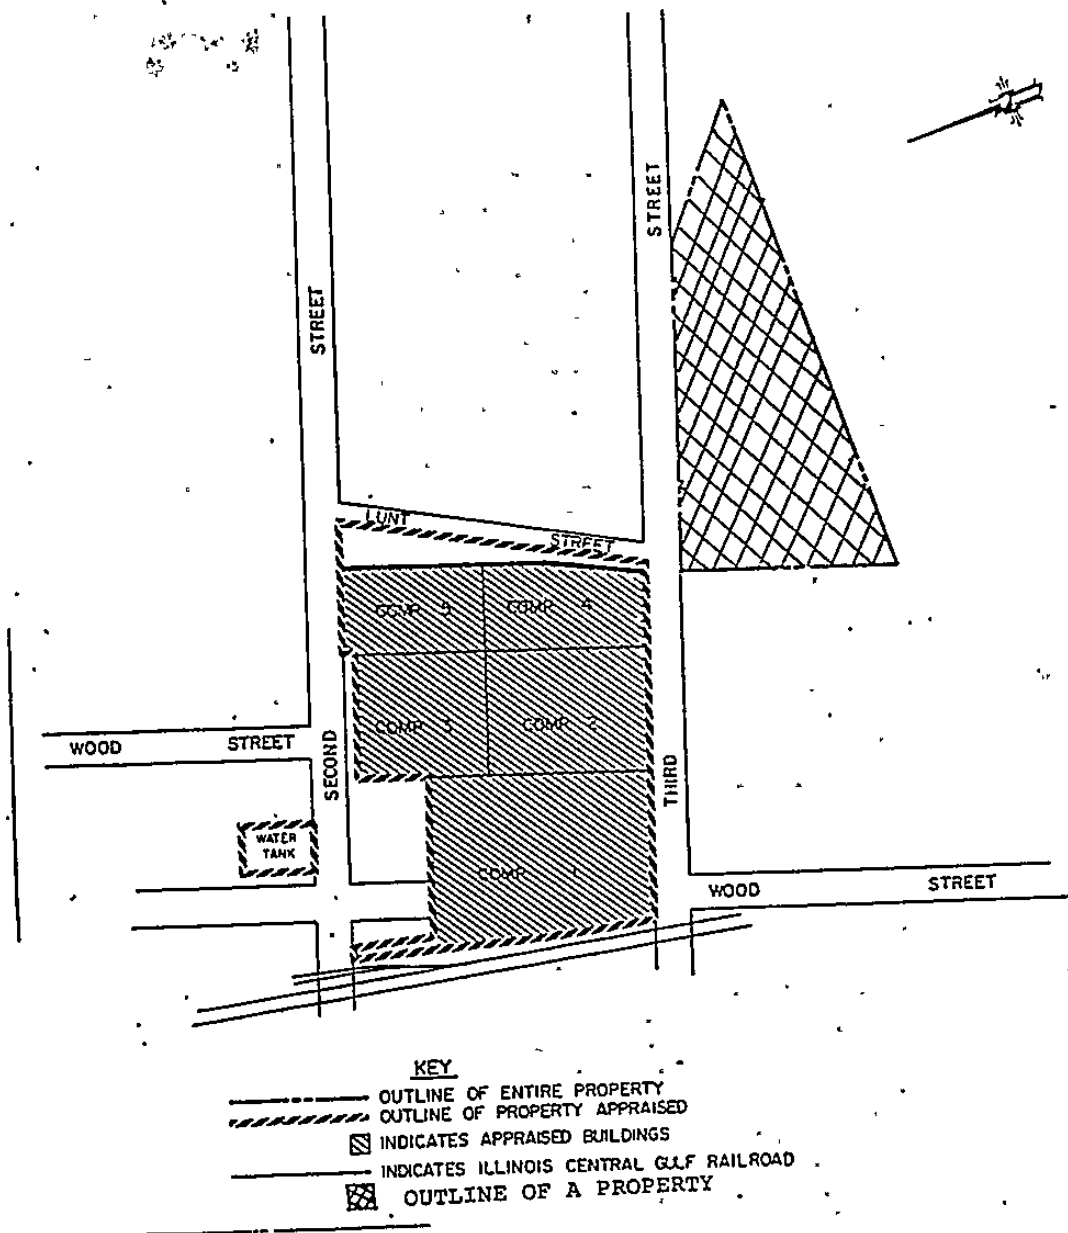 STREET
STREET
LUNT
STREET
COMP 5
COMP 4
COMP 3
COMP 2
WOOD STREET
SECOND
THIRD
WATER
TANK
COMP 1
WOOD STREET
KEY
OUTLINE OF ENTIRE PROPERTY
OUTLINE OF PROPERTY APPRAISED
INDICATES APPRAISED BUILDINGS
INDICATES ILLINOIS CENTRAL GULF RAILROAD
OUTLINE OF A PROPERTY